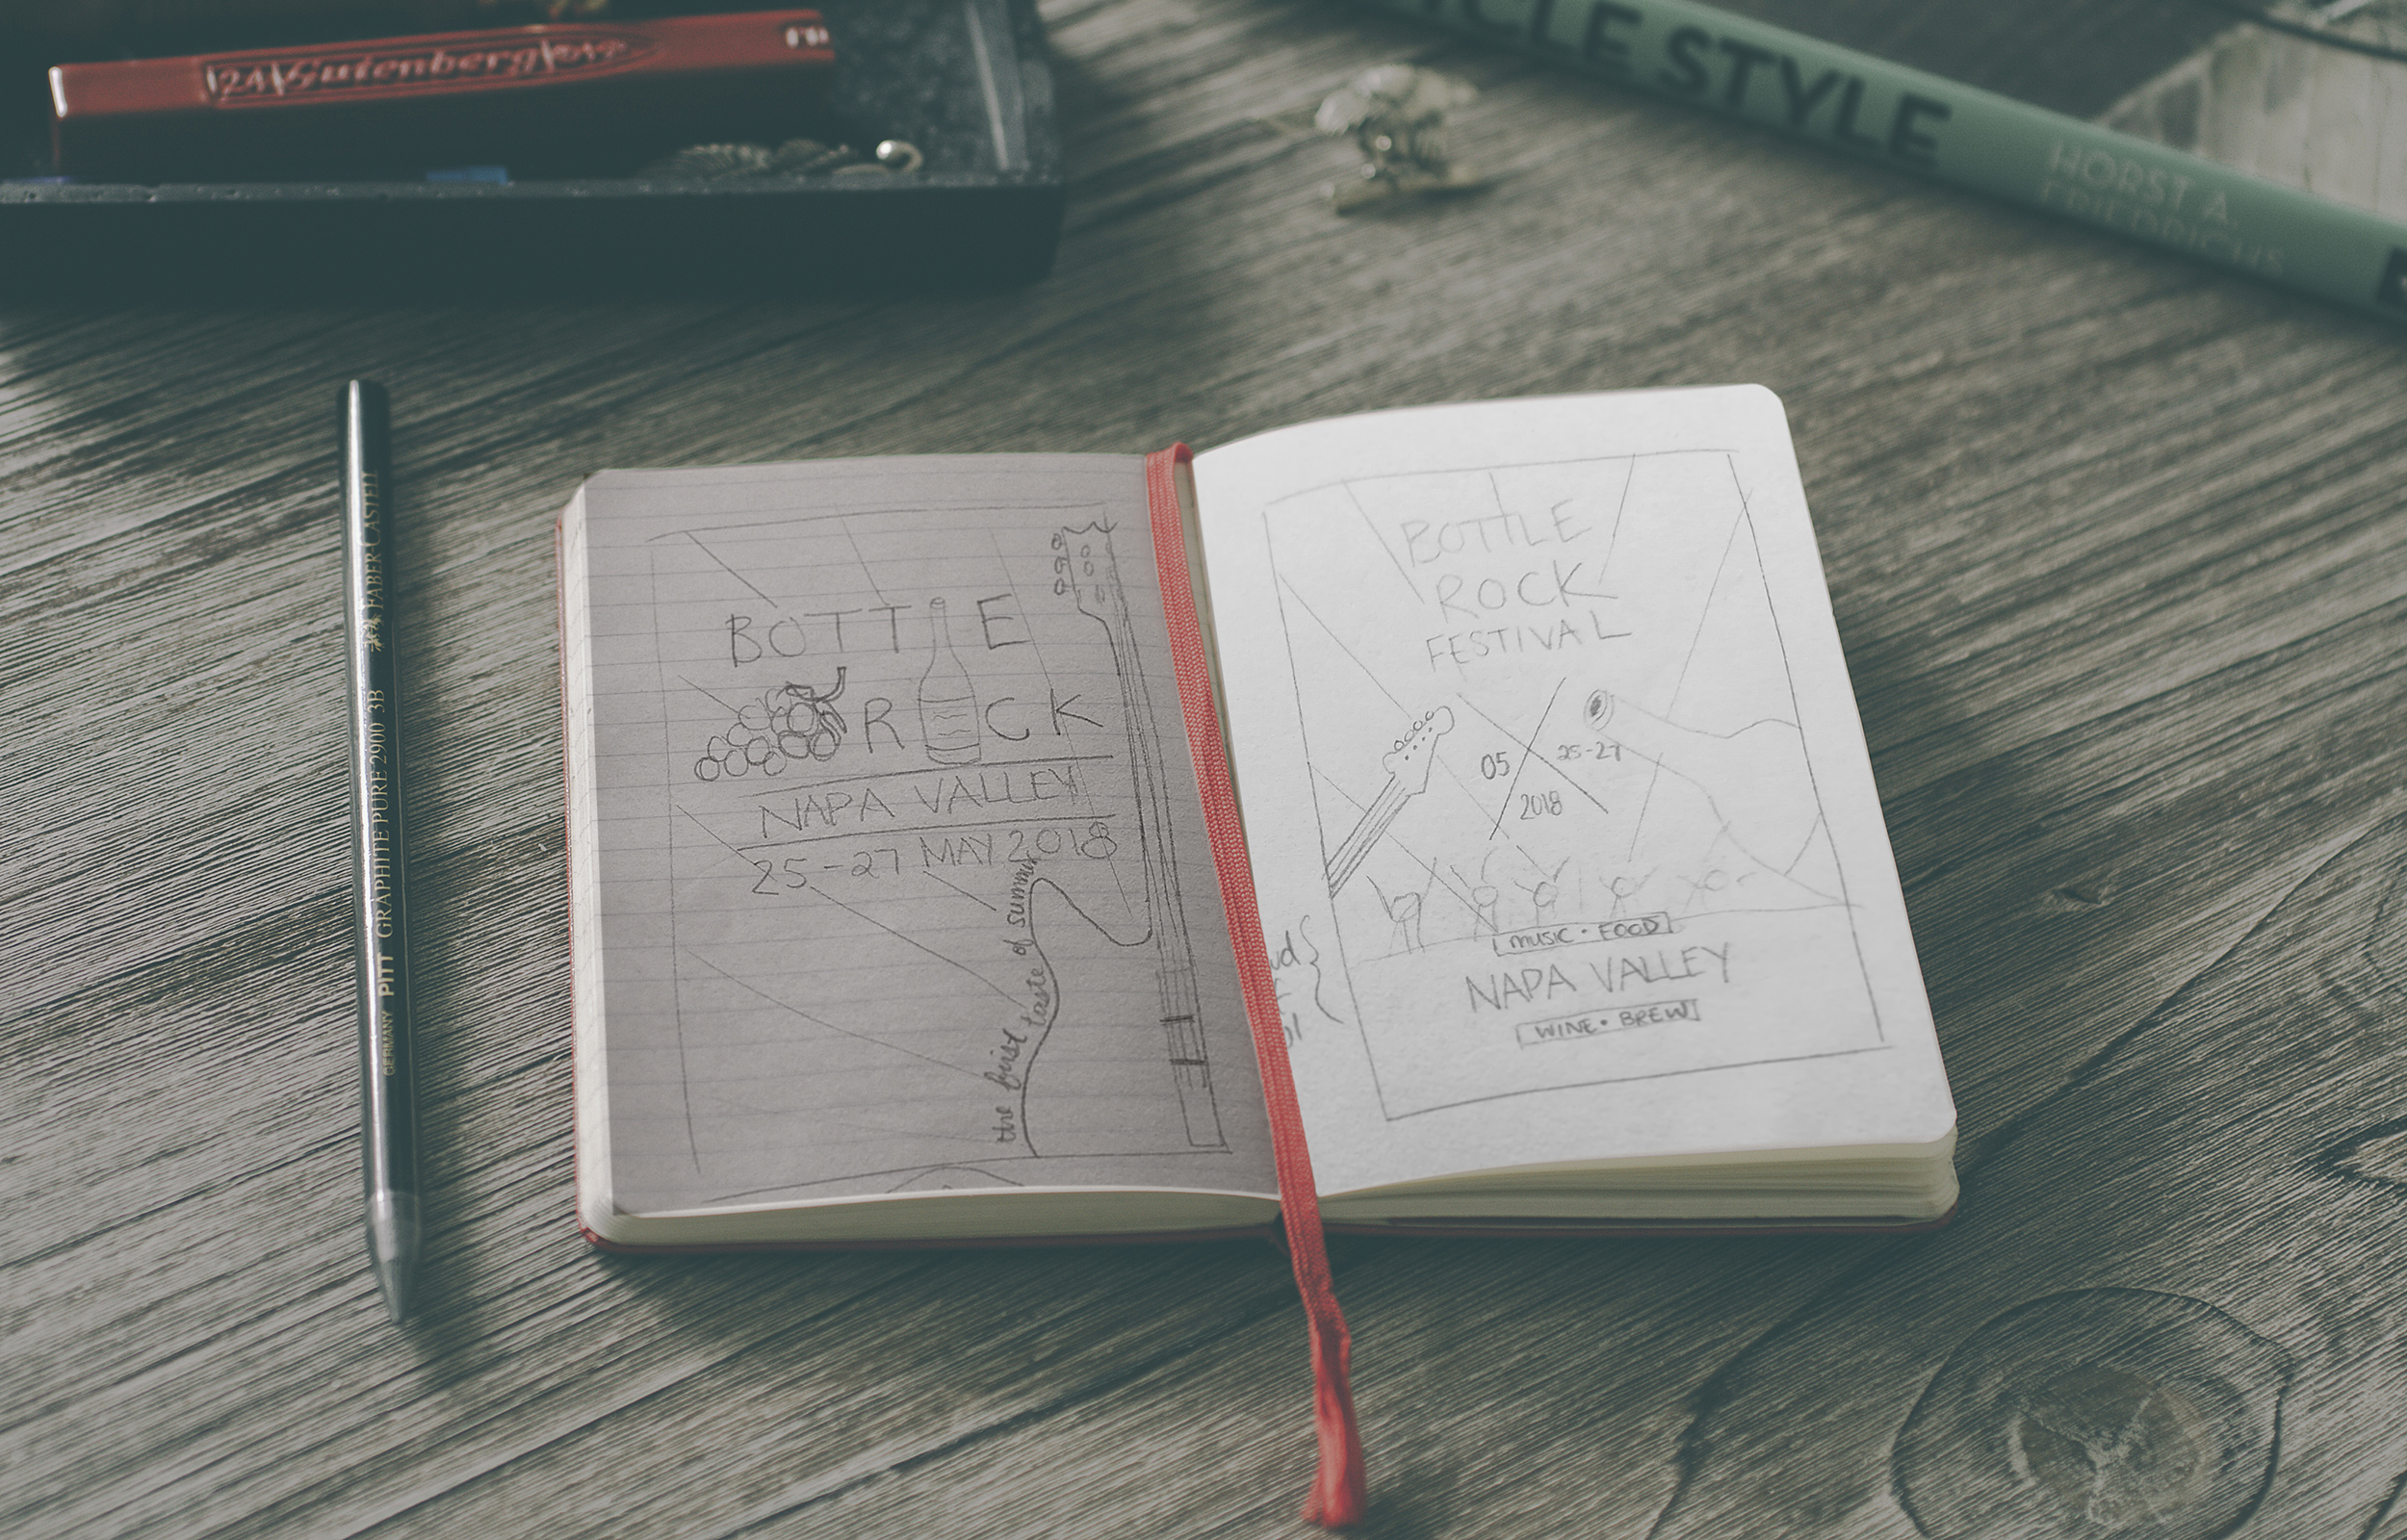 Gutenberg
CLE STYLE
HORST A
FRIEDRICHS
GERMANY PITT GRAPHITE PURE 2900 3B FABER-CASTELL
BOTTLE
ROCK
NAPA VALLEY
25-27 MAY 2018
the first taste of summer
BOTTLE
ROCK
FESTIVAL
05 25-27
2018
MUSIC • FOOD
NAPA VALLEY
WINE • BREW